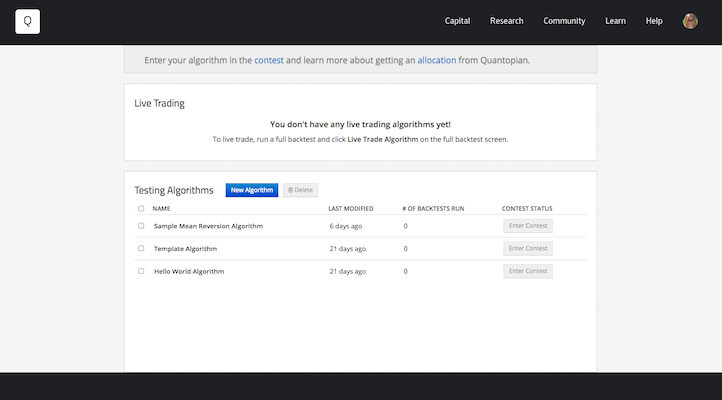 Q
Capital Research Community Learn Help
Enter your algorithm in the contest and learn more about getting an allocation from Quantopian.
Live Trading
You don't have any live trading algorithms yet!
To live trade, run a full backtest and click Live Trade Algorithm on the full backtest screen.
Testing Algorithms New Algorithm Delete
NAME LAST MODIFIED # OF BACKTESTS RUN CONTEST STATUS
Sample Mean Reversion Algorithm 6 days ago 0 Enter Contest
Template Algorithm 21 days ago 0 Enter Contest
Hello World Algorithm 21 days ago 0 Enter Contest